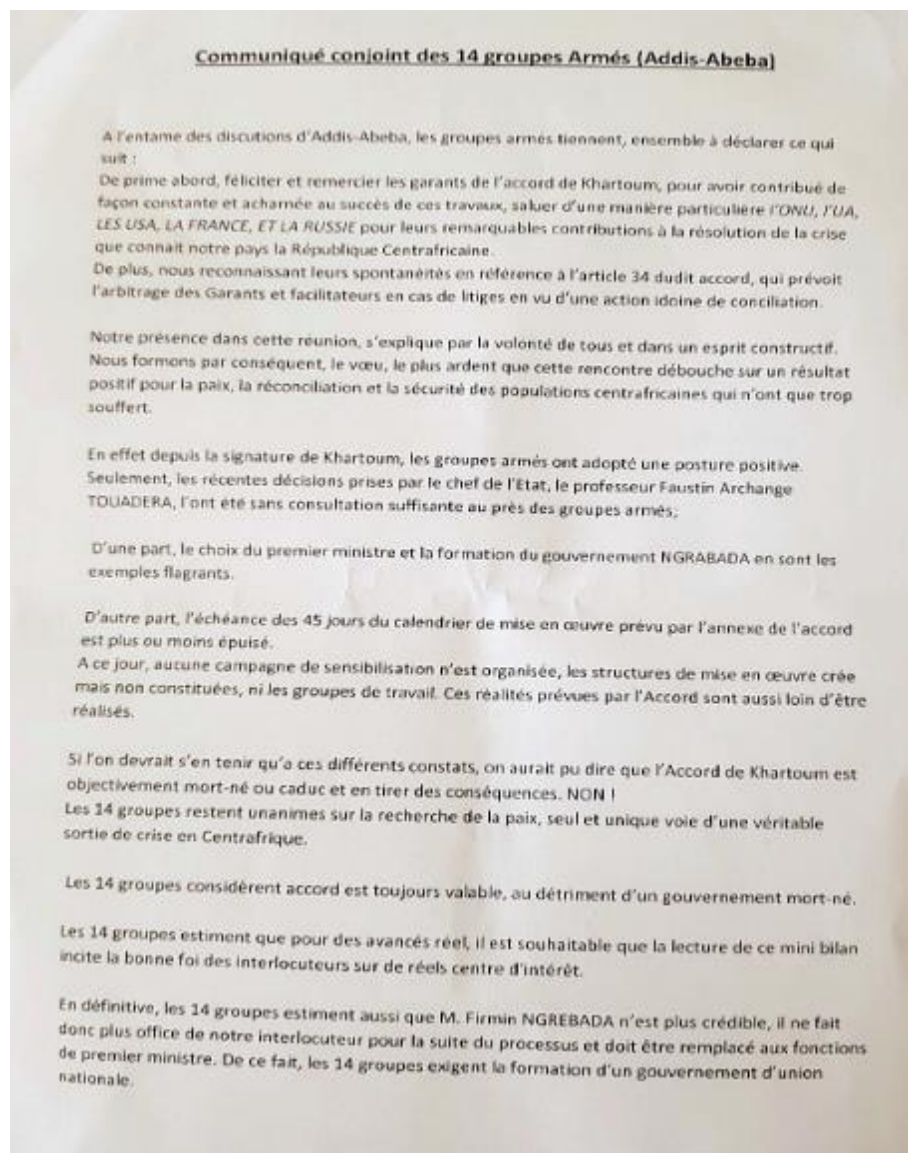 Communiqué conjoint des 14 groupes Armés (Addis-Abeba)
A l'entame des discutions d'Addis-Abeba, les groupes armés tiennent, ensemble à déclarer ce qui
suit :
De prime abord, féliciter et remercier les garants de l'accord de Khartoum, pour avoir contribué de
façon constante et acharnée au succès de ces travaux, saluer d'une manière particulière l'ONU, l'UA,
LES USA, LA FRANCE, ET LA RUSSIE pour leurs remarquables contributions à la résolution de la crise
que connait notre pays la République Centrafricaine.
De plus, nous reconnaissant leurs spontanéités en référence à l'article 34 dudit accord, qui prévoit
l'arbitrage des Garants et facilitateurs en cas de litiges en vu d'une action idoine de conciliation.
Notre présence dans cette réunion, s'explique par la volonté de tous et dans un esprit constructif.
Nous formons par conséquent, le vœu, le plus ardent que cette rencontre débouche sur un résultat
positif pour la paix, la réconciliation et la sécurité des populations centrafricaines qui n'ont que trop
souffert.
En effet depuis la signature de Khartoum, les groupes armés ont adopté une posture positive.
Seulement, les récentes décisions prises par le chef de l'Etat, le professeur Faustin Archange
TOUADERA, l'ont été sans consultation suffisante au près des groupes armés;
D'une part, le choix du premier ministre et la formation du gouvernement NGRABADA en sont les
exemples flagrants.
D'autre part, l'échéance des 45 jours du calendrier de mise en œuvre prévu par l'annexe de l'accord
est plus ou moins épuisé.
A ce jour, aucune campagne de sensibilisation n'est organisée, les structures de mise en œuvre crée
mais non constituées, ni les groupes de travail. Ces réalités prévues par l'Accord sont aussi loin d'être
réalisés.
Si l'on devrait s'en tenir qu'a ces différents constats, on aurait pu dire que l'Accord de Khartoum est
objectivement mort-né ou caduc et en tirer des conséquences. NON !
Les 14 groupes restent unanimes sur la recherche de la paix, seul et unique voie d'une véritable
sortie de crise en Centrafrique.
Les 14 groupes considèrent accord est toujours valable, au détriment d'un gouvernement mort-né.
Les 14 groupes estiment que pour des avancés réel, il est souhaitable que la lecture de ce mini bilan
incite la bonne foi des interlocuteurs sur de réels centre d'intérêt.
En définitive, les 14 groupes estiment aussi que M. Firmin NGREBADA n'est plus crédible, il ne fait
donc plus office de notre interlocuteur pour la suite du processus et doit être remplacé aux fonctions
de premier ministre. De ce fait, les 14 groupes exigent la formation d'un gouvernement d'union
nationale.